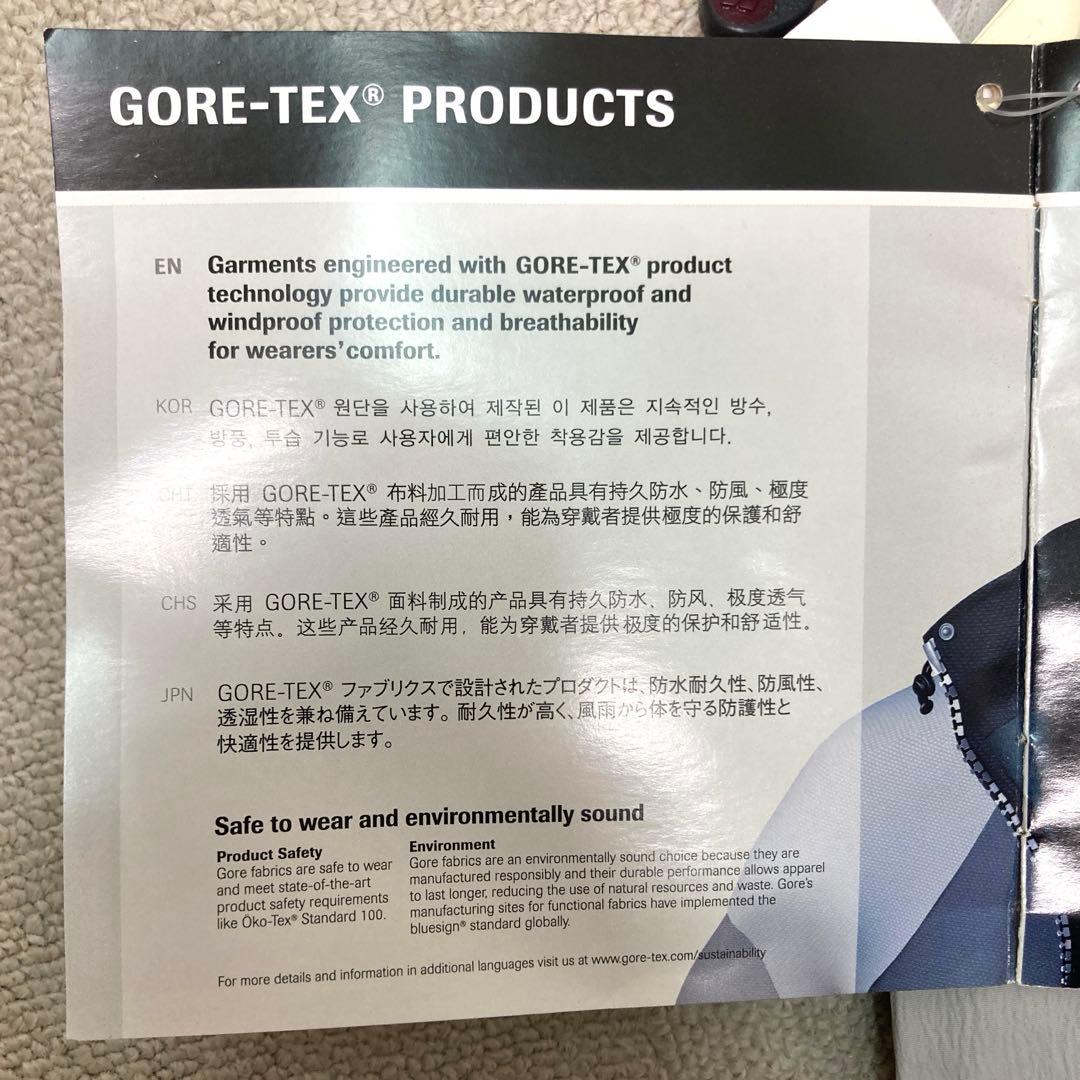 GORE-TEX® PRODUCTS
EN Garments engineered with GORE-TEX® product
technology provide durable waterproof and
windproof protection and breathability
for wearers’comfort.
KOR GORE-TEX® 원단을 사용하여 제작된 이 제품은 지속적인 방수,
방풍, 투습 기능로 사용자에게 편안한 착용감을 제공합니다.
CHT 採用 GORE-TEX® 布料加工而成的產品具有持久防水、防風、極度
透氣等特點。這些產品經久耐用，能為穿戴者提供極度的保護和舒
適性。
CHS 采用 GORE-TEX® 面料制成的产品具有持久防水、防风、极度透气
等特点。这些产品经久耐用，能为穿戴者提供极度的保护和舒适性。
JPN GORE-TEX® ファブリクスで設計されたプロダクトは、防水耐久性、防風性、
透湿性を兼ね備えています。耐久性が高く、風雨から体を守る防護性と
快適性を提供します。
Safe to wear and environmentally sound
Product Safety
Gore fabrics are safe to wear
and meet state-of-the-art
product safety requirements
like Öko-Tex® Standard 100.
Environment
Gore fabrics are an environmentally sound choice because they are
manufactured responsibly and their durable performance allows apparel
to last longer, reducing the use of natural resources and waste. Gore's
manufacturing sites for functional fabrics have implemented the
bluesign® standard globally.
For more details and information in additional languages visit us at www.gore-tex.com/sustainability